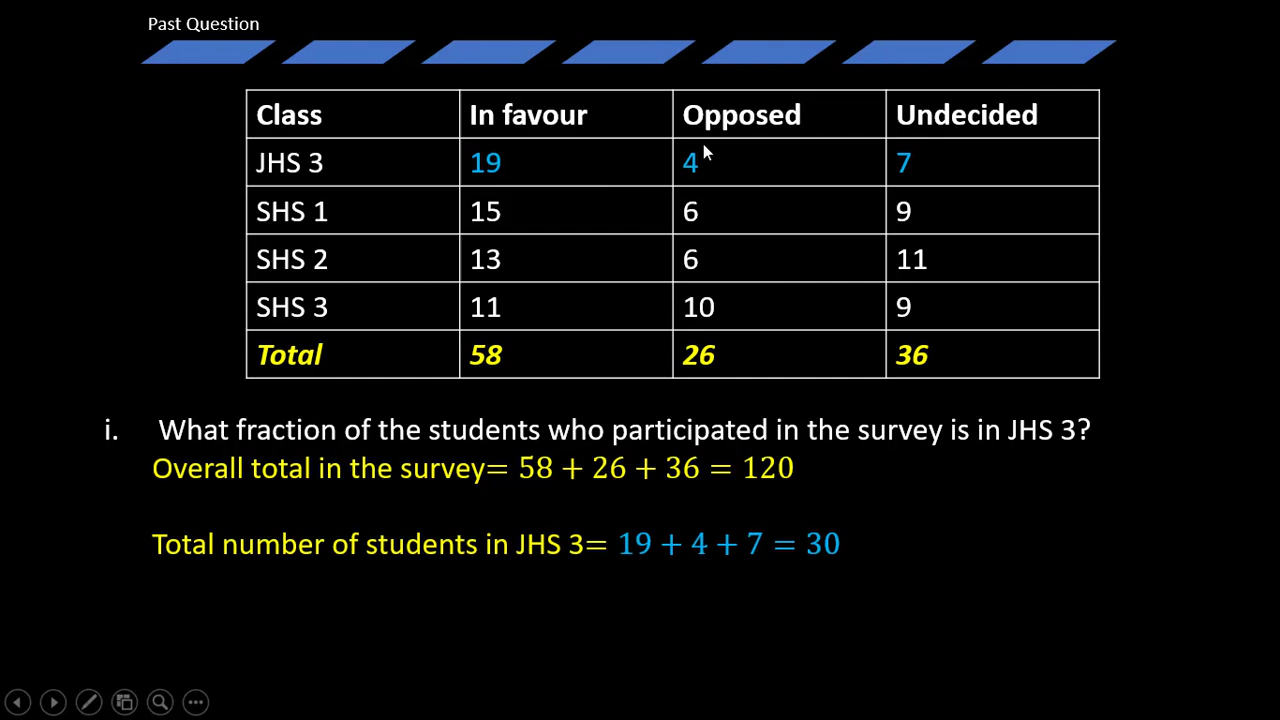 Past Question
Class In favour Opposed Undecided
JHS 3 19 4 7
SHS 1 15 6 9
SHS 2 13 6 11
SHS 3 11 10 9
Total 58 26 36
i. What fraction of the students who participated in the survey is in JHS 3?
Overall total in the survey= 58 + 26 + 36 = 120
Total number of students in JHS 3= 19 + 4 + 7 = 30